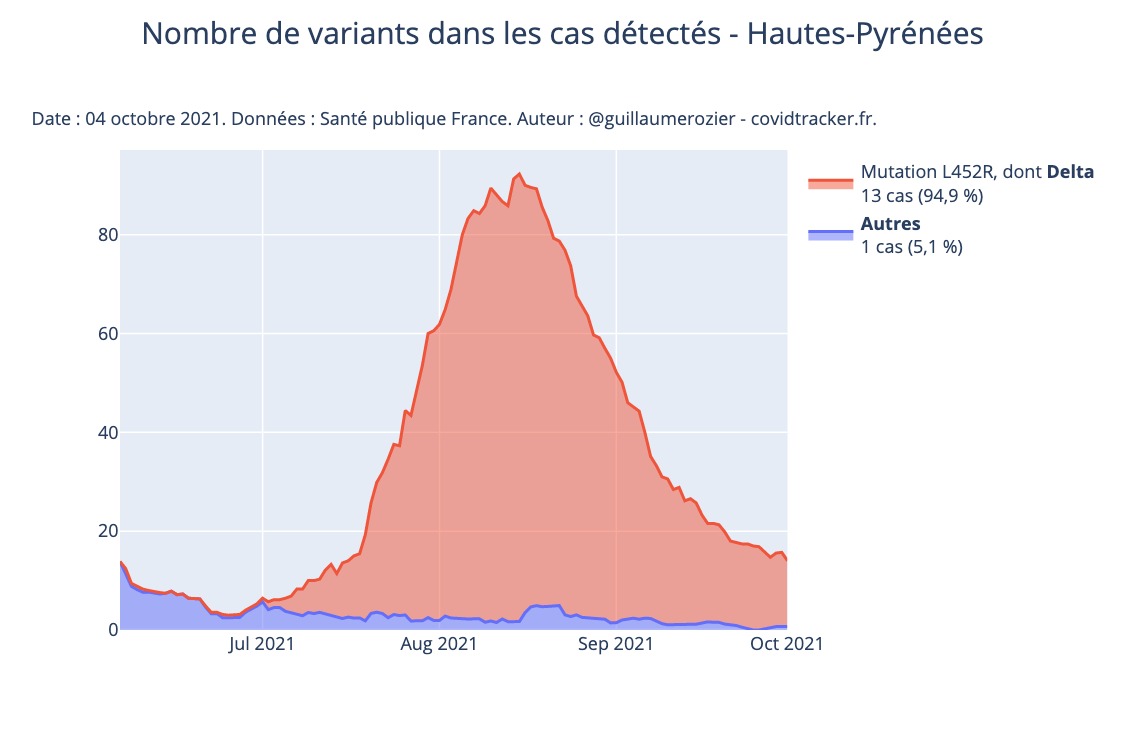 Nombre de variants dans les cas détectés - Hautes-Pyrénées
Date : 04 octobre 2021. Données : Santé publique France. Auteur : @guillaumerozier - covidtracker.fr.
Mutation L452R, dont Delta
13 cas (94,9 %)
Autres
1 cas (5,1 %)
80
60
40
20
0
Jul 2021
Aug 2021
Sep 2021
Oct 2021